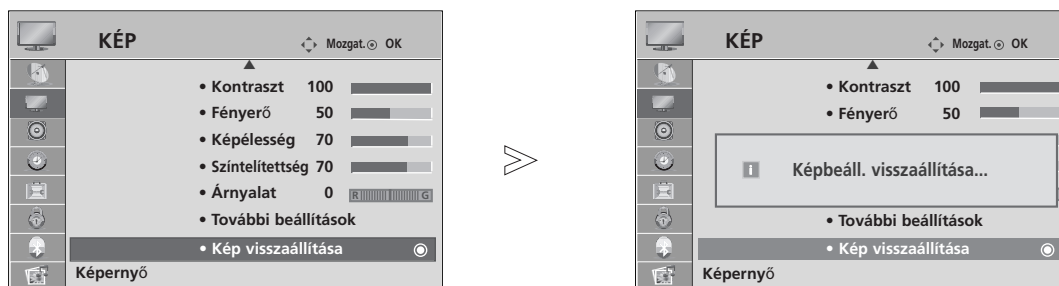 KÉP
Mozgat. OK
• Kontraszt 100
• Fényerő 50
• Képélesség 70
• Színtelítettség 70
• Árnyalat 0 R G
• További beállítások
• Kép visszaállítása
Képernyő
KÉP
Mozgat. OK
• Kontraszt 100
• Fényerő 50
i Képbeáll. visszaállítása...
• További beállítások
• Kép visszaállítása
Képernyő